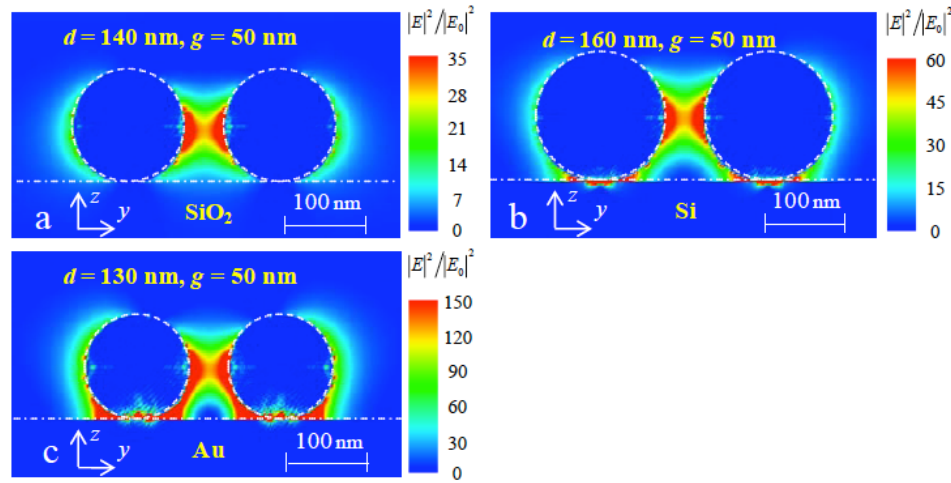 d = 140 nm, g = 50 nm
|E|²/|E₀|²
35
28
21
14
7
0
z
y
a
SiO₂
100 nm
d = 160 nm, g = 50 nm
|E|²/|E₀|²
60
45
30
15
0
z
y
b
Si
100 nm
d = 130 nm, g = 50 nm
|E|²/|E₀|²
150
120
90
60
30
0
z
y
c
Au
100 nm